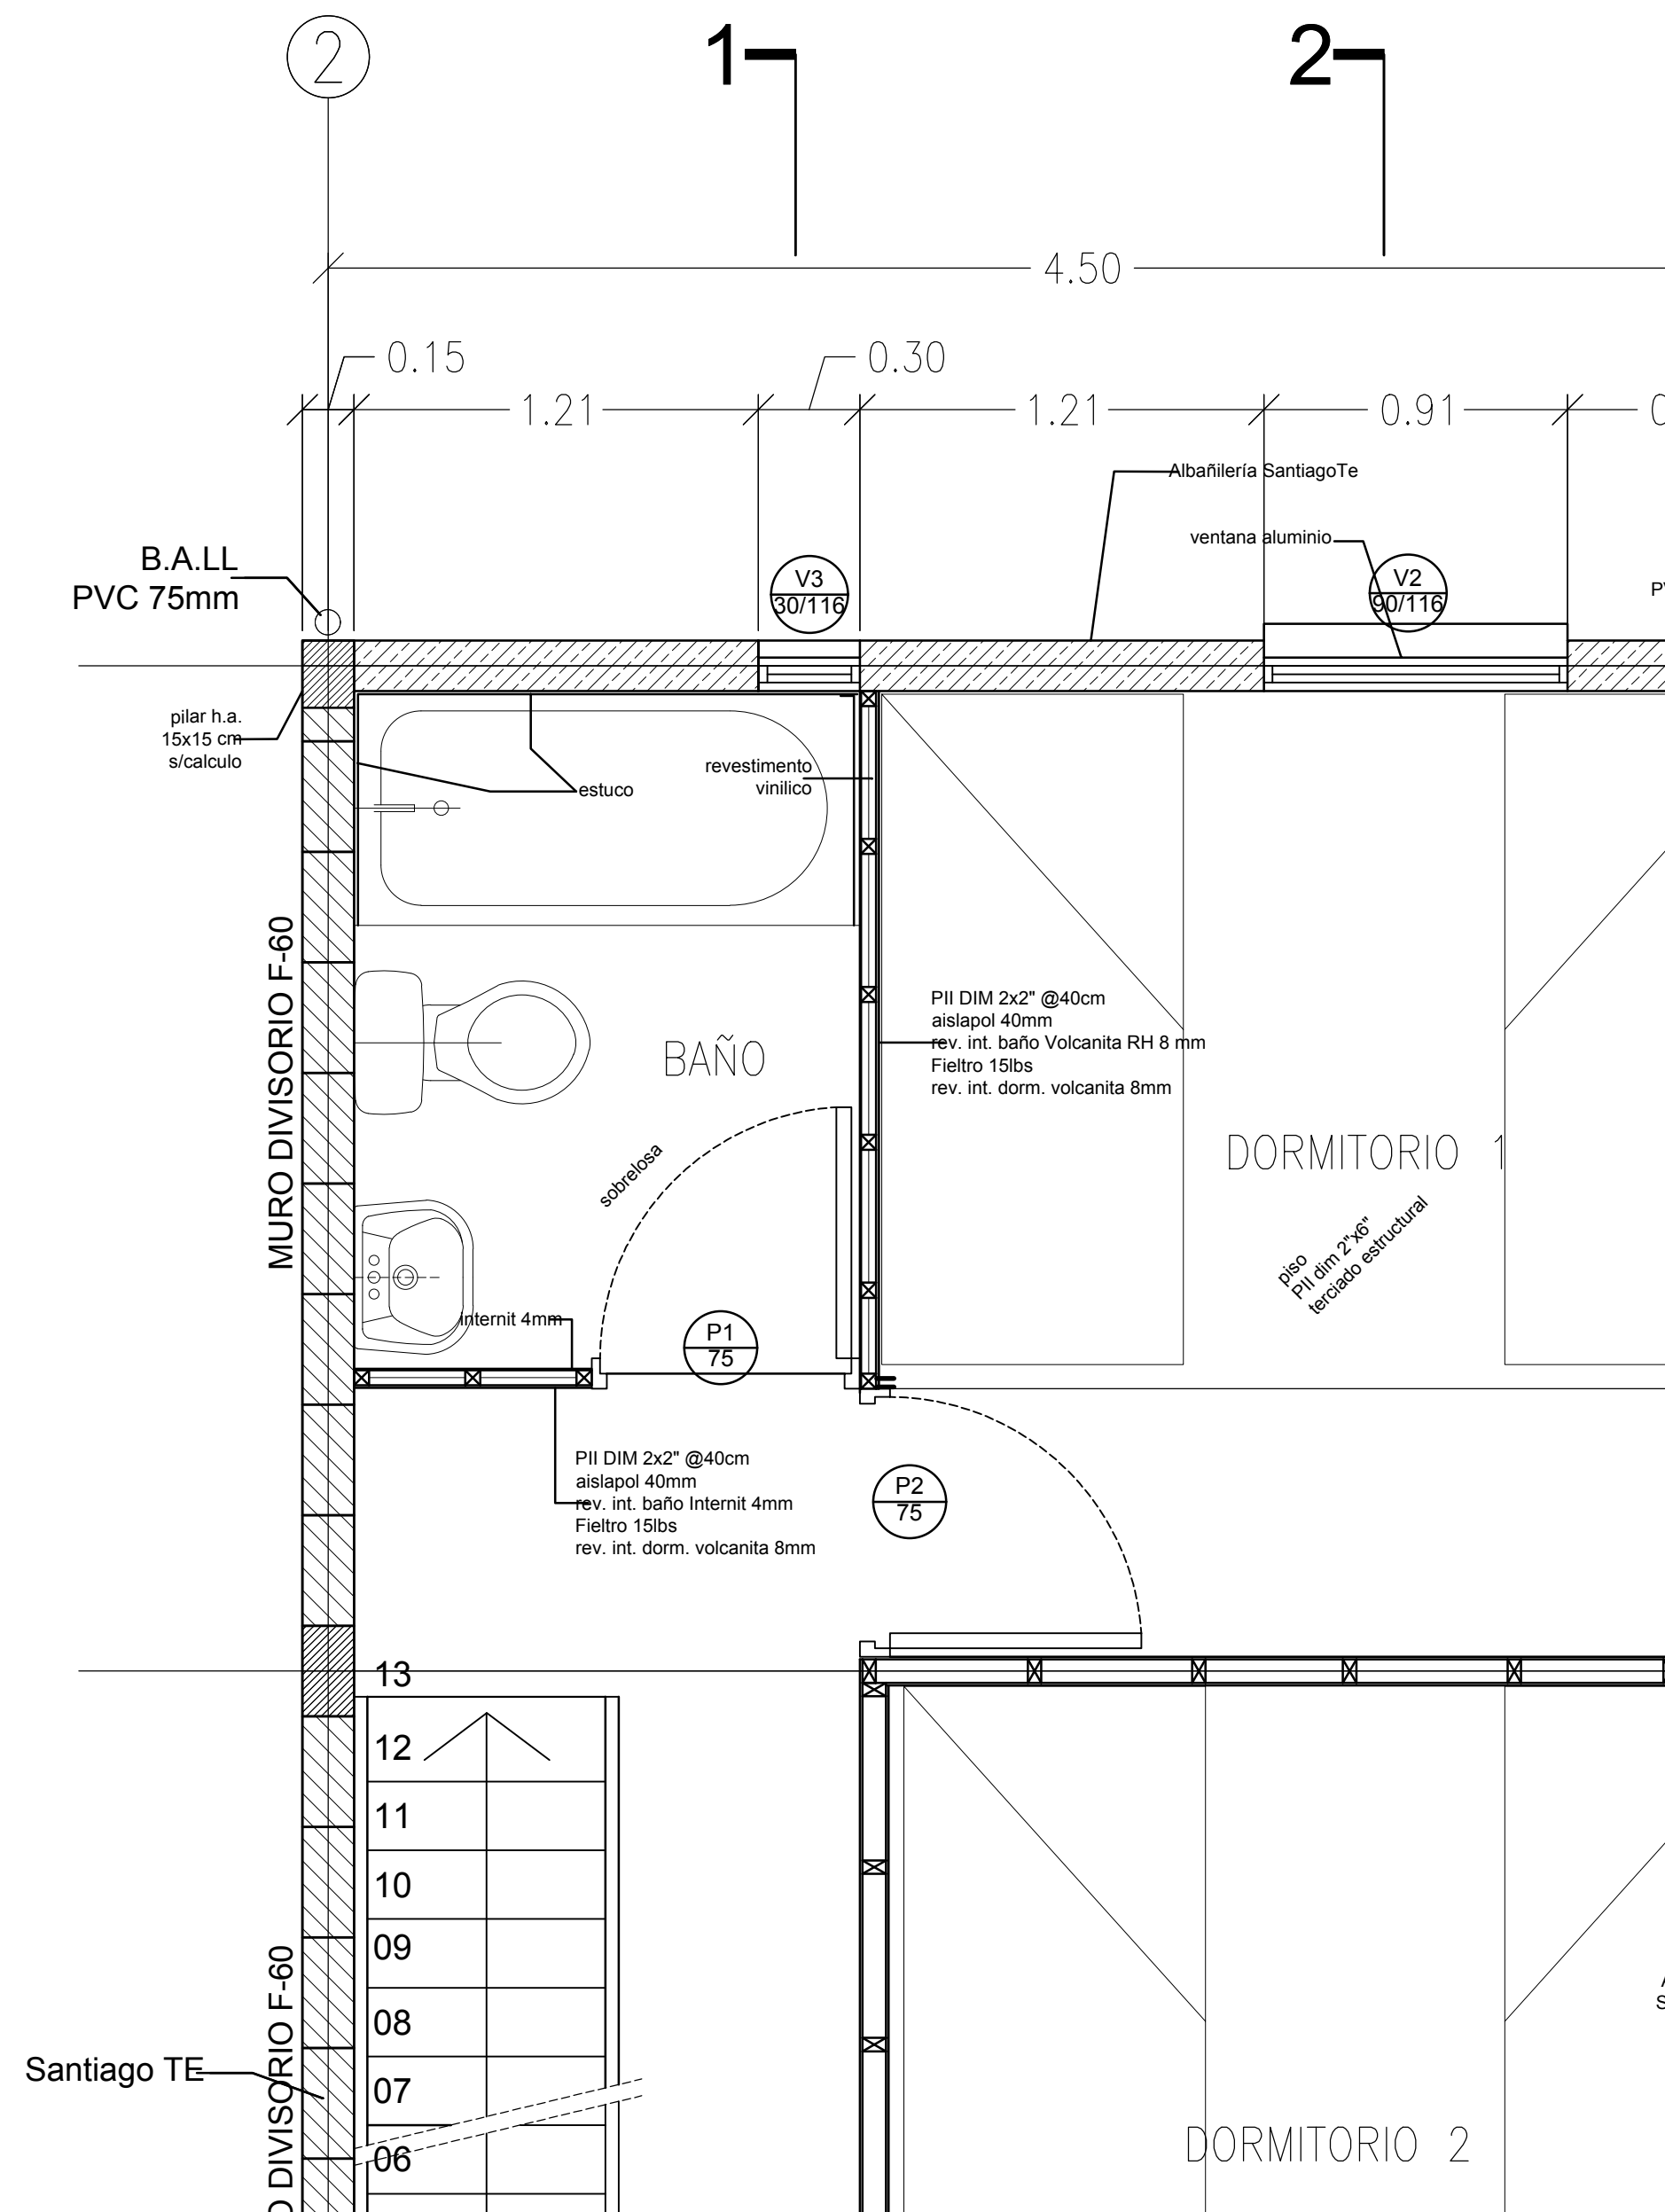 2
1
2
4.50
0.15
0.30
1.21
1.21
0.91
Albañilería SantiagoTe
ventana aluminio
B.A.LL
PVC 75mm
V3
30/116
V2
90/116
pilar h.a.
15x15 cm
s/calculo
estuco
revestimento
vinilico
MURO DIVISORIO F-60
BAÑO
PII DIM 2x2" @40cm
aislapol 40mm
rev. int. baño Volcanita RH 8 mm
Fieltro 15lbs
rev. int. dorm. volcanita 8mm
DORMITORIO 1
sobrelosa
piso
PII dim 2"x6"
terciado estructural
Internit 4mm
P1
75
PII DIM 2x2" @40cm
aislapol 40mm
rev. int. baño Internit 4mm
Fieltro 15lbs
rev. int. dorm. volcanita 8mm
P2
75
13
12
11
10
09
08
07
06
O DIVISORIO F-60
Santiago TE
DORMITORIO 2